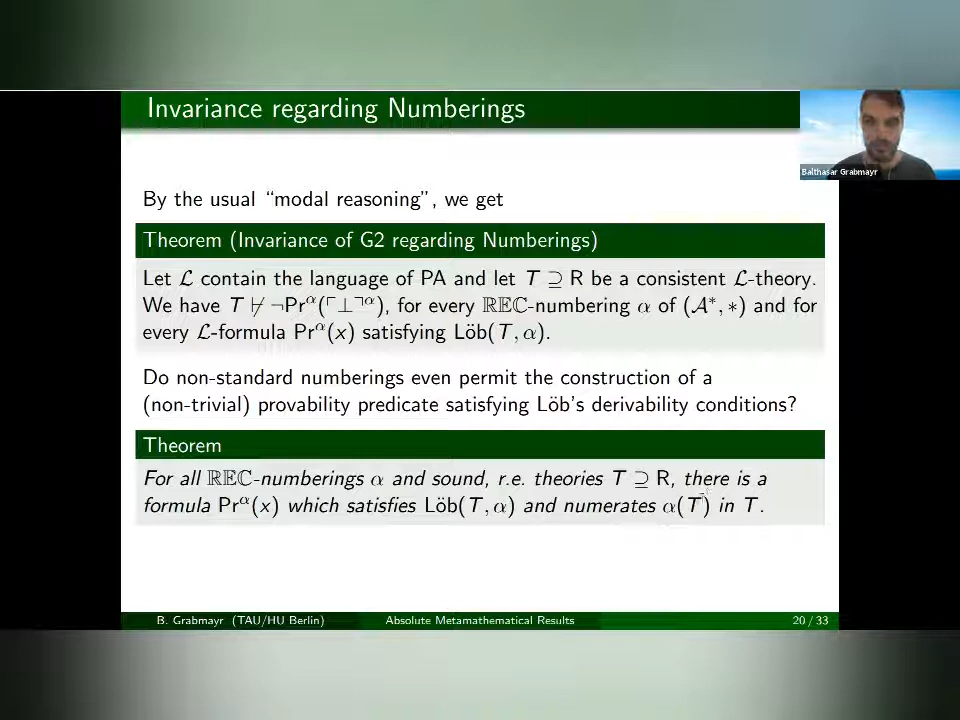 Invariance regarding Numberings
Balthasar Grabmayr
By the usual “modal reasoning”, we get
Theorem (Invariance of G2 regarding Numberings)
Let ℒ contain the language of PA and let T ⊇ R be a consistent ℒ-theory.
We have T ⊬ ¬Pr^α(⌜⊥⌝^α), for every ℝ𝔼ℂ-numbering α of (𝒜*, ∗) and for
every ℒ-formula Pr^α(x) satisfying Löb(T, α).
Do non-standard numberings even permit the construction of a
(non-trivial) provability predicate satisfying Löb’s derivability conditions?
Theorem
For all ℝ𝔼ℂ-numberings α and sound, r.e. theories T ⊇ R, there is a
formula Pr^α(x) which satisfies Löb(T, α) and numerates α(T) in T.
B. Grabmayr (TAU/HU Berlin) Absolute Metamathematical Results 20 / 33